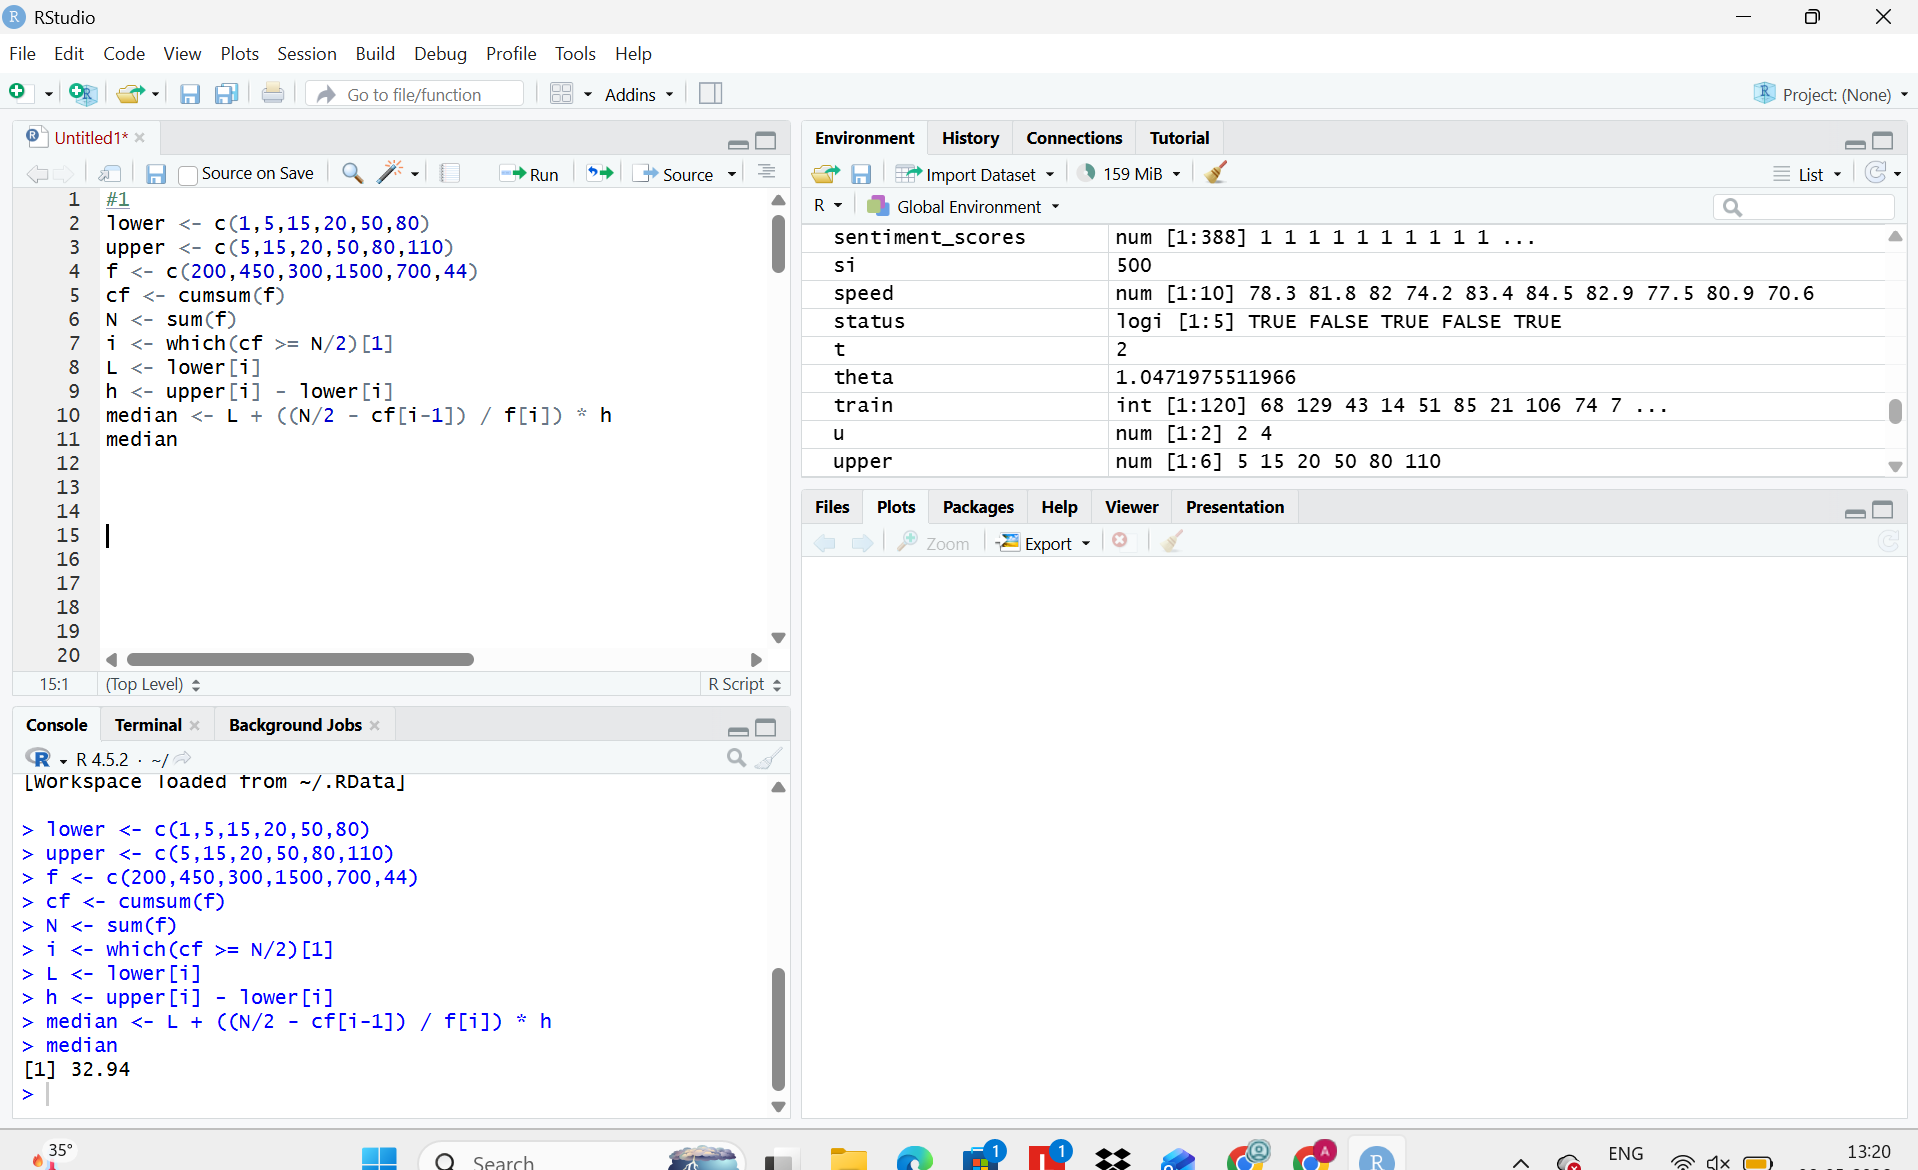 RStudio
File Edit Code View Plots Session Build Debug Profile Tools Help
Go to file/function Addins Project: (None)
Untitled1*
Source on Save Run Source
1 #1
2 lower <- c(1,5,15,20,50,80)
3 upper <- c(5,15,20,50,80,110)
4 f <- c(200,450,300,1500,700,44)
5 cf <- cumsum(f)
6 N <- sum(f)
7 i <- which(cf >= N/2)[1]
8 L <- lower[i]
9 h <- upper[i] - lower[i]
10 median <- L + ((N/2 - cf[i-1]) / f[i]) * h
11 median
12
13
14
15
16
17
18
19
20
15:1 (Top Level) R Script
Console Terminal Background Jobs
R 4.5.2 · ~/
[Workspace loaded from ~/.RData]
> lower <- c(1,5,15,20,50,80)
> upper <- c(5,15,20,50,80,110)
> f <- c(200,450,300,1500,700,44)
> cf <- cumsum(f)
> N <- sum(f)
> i <- which(cf >= N/2)[1]
> L <- lower[i]
> h <- upper[i] - lower[i]
> median <- L + ((N/2 - cf[i-1]) / f[i]) * h
> median
[1] 32.94
>
Environment History Connections Tutorial
Import Dataset 159 MiB List
R Global Environment
sentiment_scores num [1:388] 1 1 1 1 1 1 1 1 1 1 ...
si 500
speed num [1:10] 78.3 81.8 82 74.2 83.4 84.5 82.9 77.5 80.9 70.6
status logi [1:5] TRUE FALSE TRUE FALSE TRUE
t 2
theta 1.0471975511966
train int [1:120] 68 129 43 14 51 85 21 106 74 7 ...
u num [1:2] 2 4
upper num [1:6] 5 15 20 50 80 110
Files Plots Packages Help Viewer Presentation
Zoom Export
35° Search 1 1 A R ENG 13:20